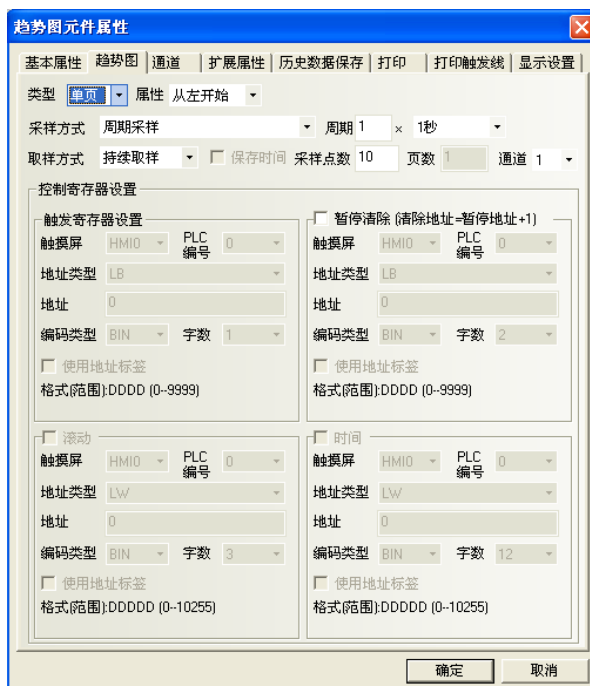 趋势图元件属性
基本属性 趋势图 通道 扩展属性 历史数据保存 打印 打印触发线 显示设置
类型 单页 属性 从左开始
采样方式 周期采样 周期 1 × 1秒
取样方式 持续取样 保存时间 采样点数 10 页数 1 通道 1
控制寄存器设置
触发寄存器设置
触摸屏 HMI0 PLC编号 0
地址类型 LB
地址 0
编码类型 BIN 字数 1
使用地址标签
格式(范围):DDDD (0--9999)
暂停清除 (清除地址=暂停地址+1)
触摸屏 HMI0 PLC编号 0
地址类型 LB
地址 0
编码类型 BIN 字数 2
使用地址标签
格式(范围):DDDD (0--9999)
滚动
触摸屏 HMI0 PLC编号 0
地址类型 LW
地址 0
编码类型 BIN 字数 3
使用地址标签
格式(范围):DDDDD (0--10255)
时间
触摸屏 HMI0 PLC编号 0
地址类型 LW
地址 0
编码类型 BIN 字数 12
使用地址标签
格式(范围):DDDDD (0--10255)
确定 取消